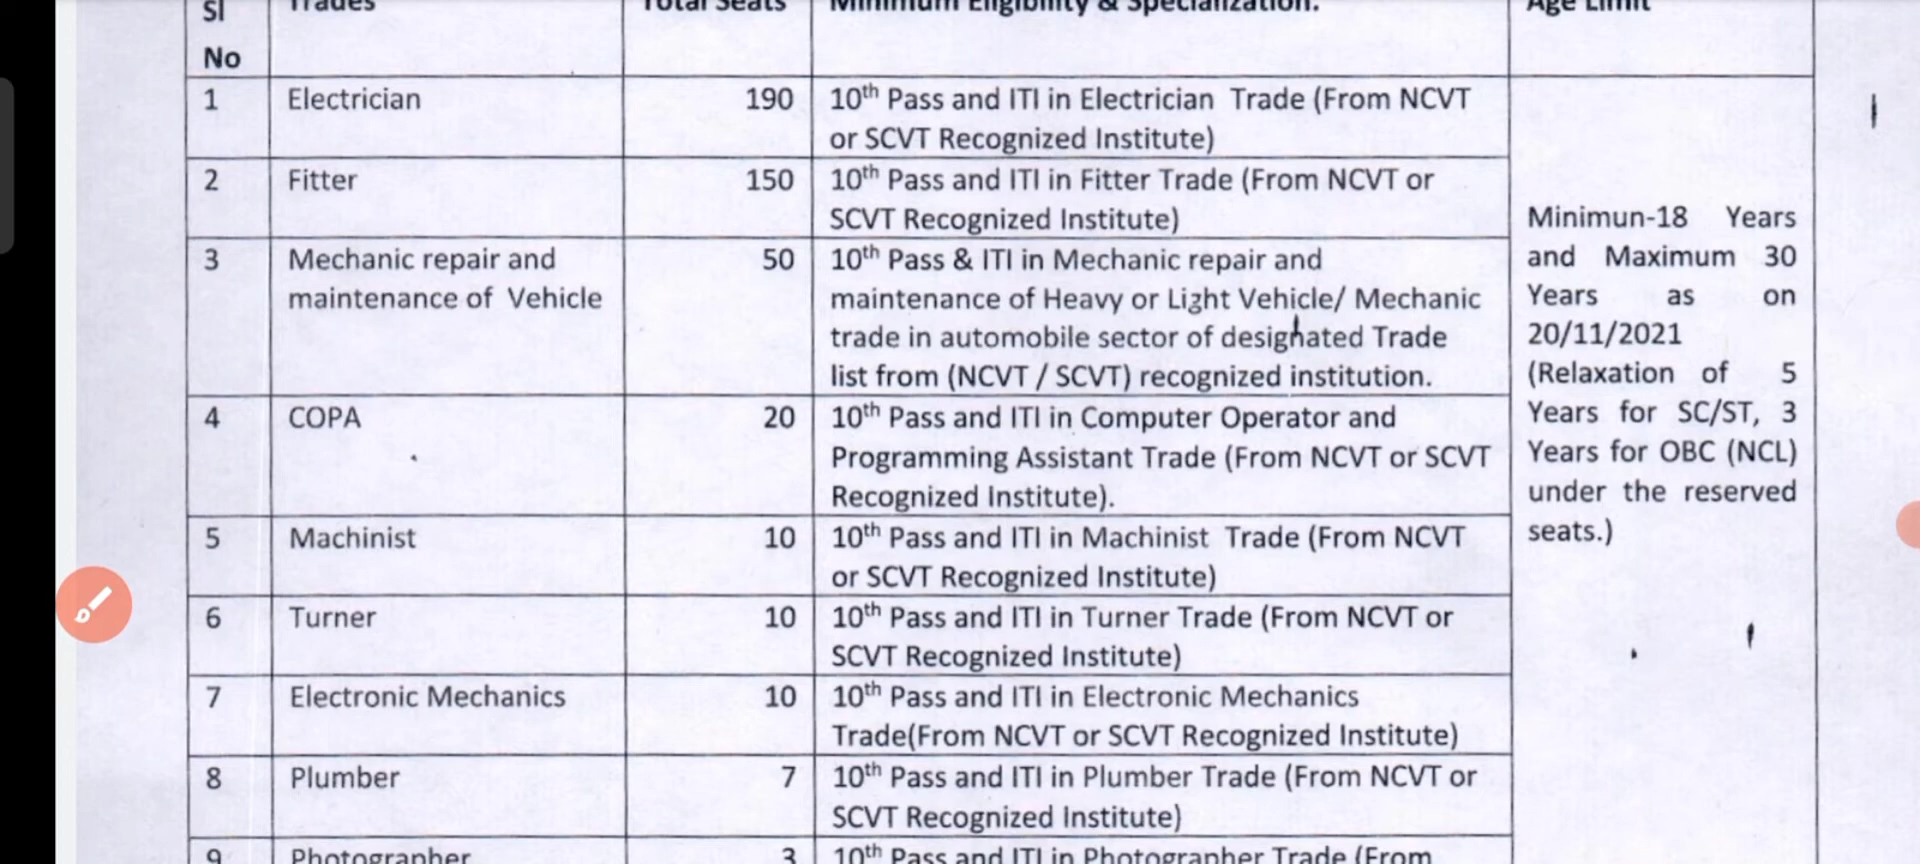 Sl
No
Trades
Total Seats
Minimum Eligibility & Specialization.
Age Limit
1
Electrician
190
10th Pass and ITI in Electrician Trade (From NCVT
or SCVT Recognized Institute)
2
Fitter
150
10th Pass and ITI in Fitter Trade (From NCVT or
SCVT Recognized Institute)
3
Mechanic repair and
maintenance of Vehicle
50
10th Pass & ITI in Mechanic repair and
maintenance of Heavy or Light Vehicle/ Mechanic
trade in automobile sector of designated Trade
list from (NCVT / SCVT) recognized institution.
4
COPA
20
10th Pass and ITI in Computer Operator and
Programming Assistant Trade (From NCVT or SCVT
Recognized Institute).
5
Machinist
10
10th Pass and ITI in Machinist Trade (From NCVT
or SCVT Recognized Institute)
6
Turner
10
10th Pass and ITI in Turner Trade (From NCVT or
SCVT Recognized Institute)
7
Electronic Mechanics
10
10th Pass and ITI in Electronic Mechanics
Trade(From NCVT or SCVT Recognized Institute)
8
Plumber
7
10th Pass and ITI in Plumber Trade (From NCVT or
SCVT Recognized Institute)
9
Photographer
3
10th Pass and ITI in Photographer Trade (From
Minimun-18 Years
and Maximum 30
Years as on
20/11/2021
(Relaxation of 5
Years for SC/ST, 3
Years for OBC (NCL)
under the reserved
seats.)